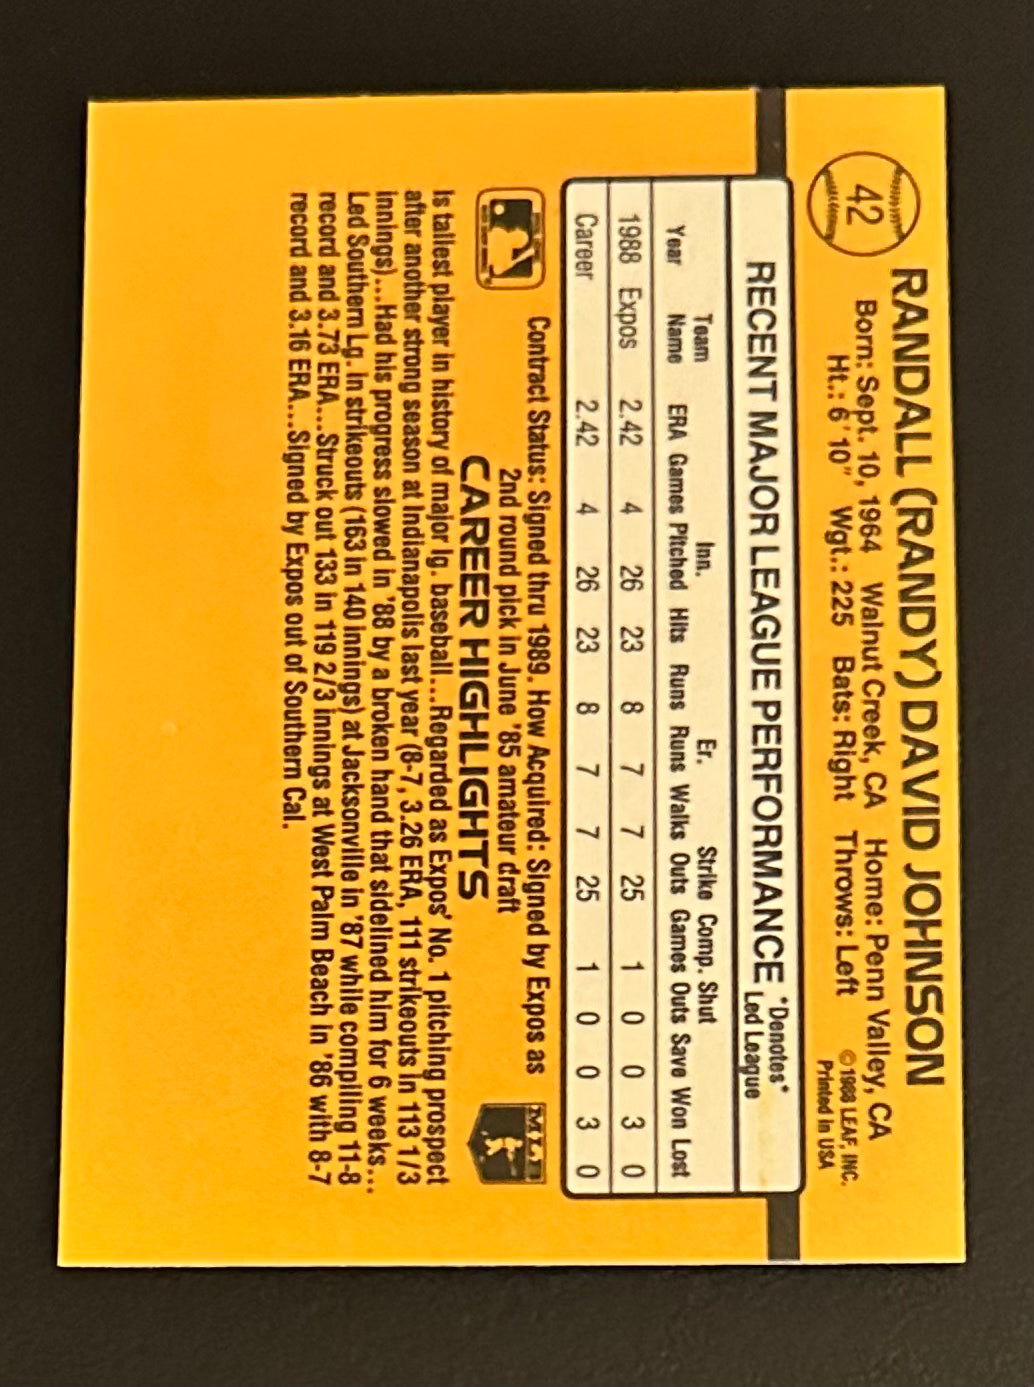 42
RANDALL (RANDY) DAVID JOHNSON
Born: Sept. 10, 1964 Walnut Creek, CA Home: Penn Valley, CA
Ht.: 6'10" Wgt.: 225 Bats: Right Throws: Left
©1988 LEAF, INC.
Printed in USA
RECENT MAJOR LEAGUE PERFORMANCE *Denotes*
Led League
Team Inn. Er. Strike Comp. Shut
Year Name ERA Games Pitched Hits Runs Runs Walks Outs Games Outs Save Won Lost
1988 Expos 2.42 4 26 23 8 7 7 25 1 0 0 3 0
Career 2.42 4 26 23 8 7 7 25 1 0 0 3 0
Contract Status: Signed thru 1989. How Acquired: Signed by Expos as
2nd round pick in June '85 amateur draft
CAREER HIGHLIGHTS
Is tallest player in history of major lg. baseball...Regarded as Expos' No. 1 pitching prospect
after another strong season at Indianapolis last year (8-7, 3.26 ERA, 111 strikeouts in 113 1/3
innings)...Had his progress slowed in '88 by a broken hand that sidelined him for 6 weeks...
Led Southern Lg. in strikeouts (163 in 140 innings) at Jacksonville in '87 while compiling 11-8
record and 3.73 ERA...Struck out 133 in 119 2/3 innings at West Palm Beach in '86 with 8-7
record and 3.16 ERA...Signed by Expos out of Southern Cal.